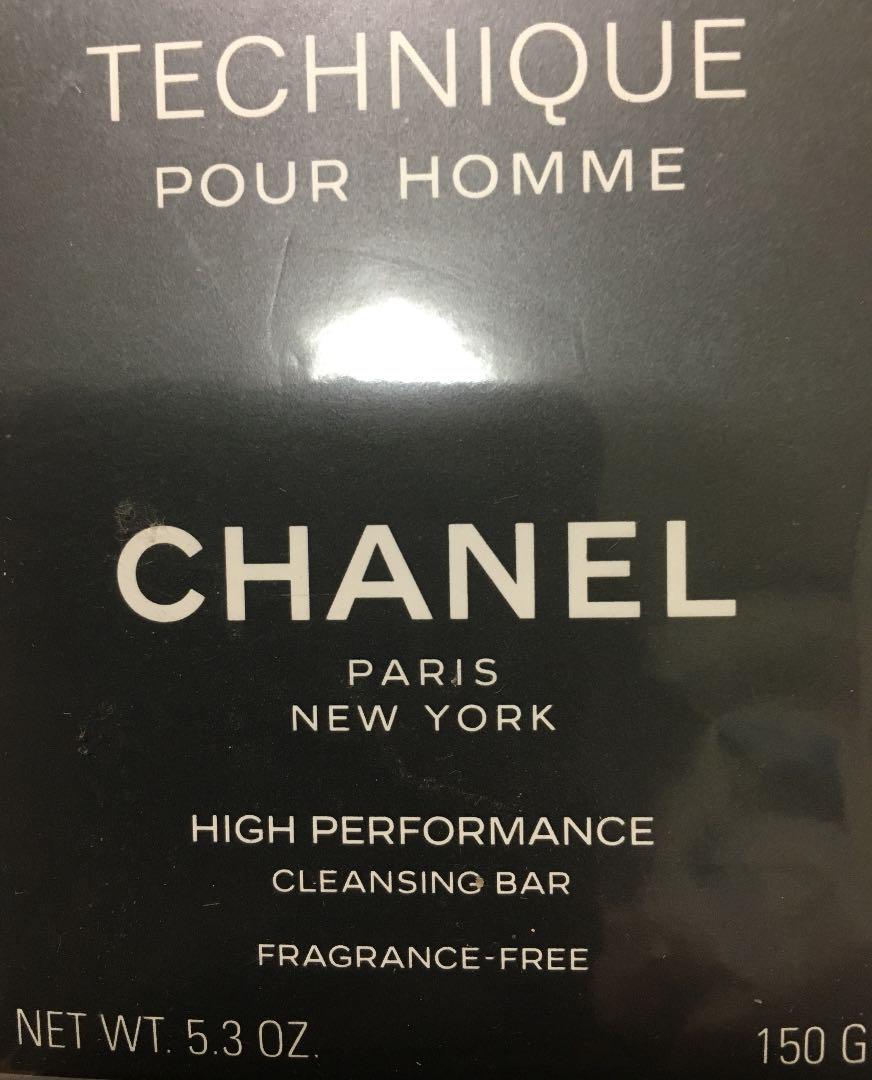 TECHNIQUE
POUR HOMME
CHANEL
PARIS
NEW YORK
HIGH PERFORMANCE
CLEANSING BAR
FRAGRANCE-FREE
NET WT. 5.3 OZ. 150 G